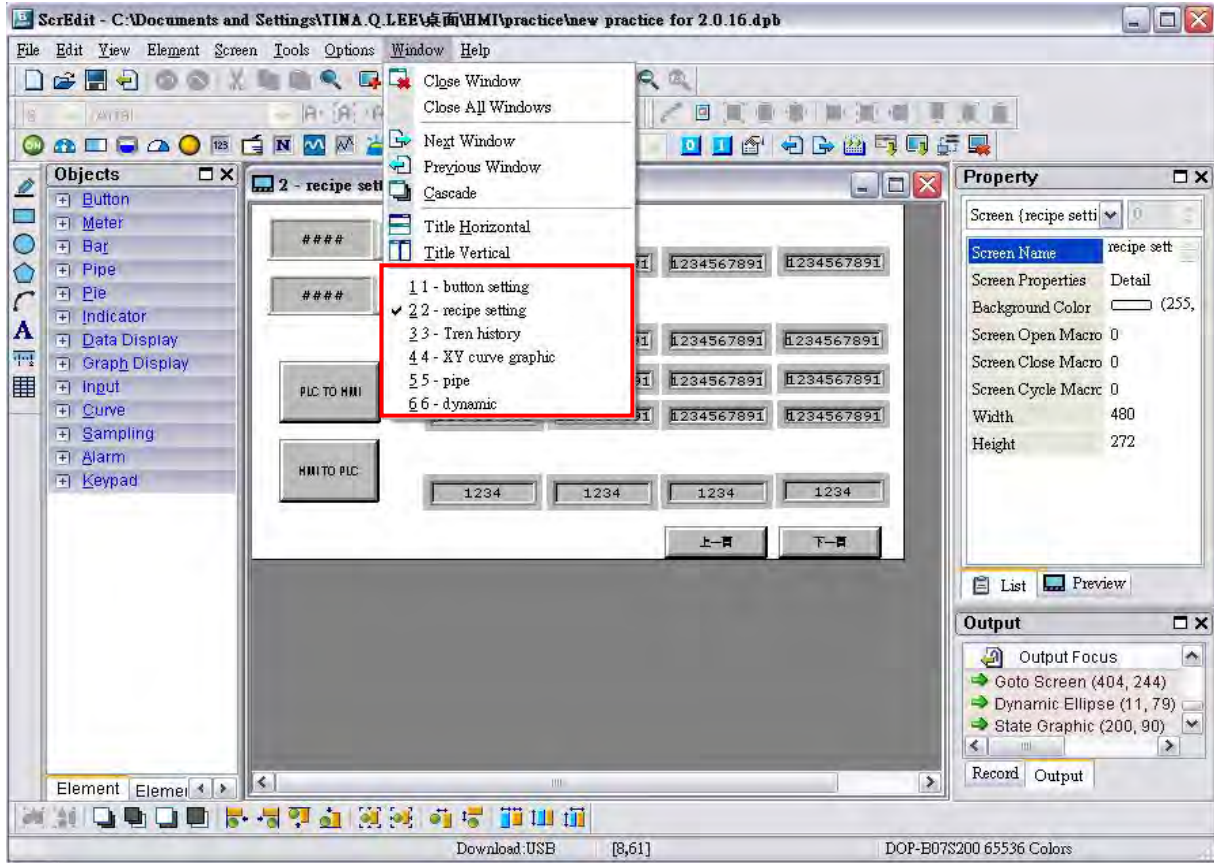 ScrEdit - C:\Documents and Settings\TINA.Q.LEE\桌面\HMI\practice\new practice for 2.0.16.dpb
File Edit View Element Screen Tools Options Window Help
Close Window
Close All Windows
Next Window
Previous Window
Cascade
Title Horizontal
Title Vertical
1 1 - button setting
2 2 - recipe setting
3 3 - Tren history
4 4 - XY curve graphic
5 5 - pipe
6 6 - dynamic
Objects
Button
Meter
Bar
Pipe
Pie
Indicator
Data Display
Graph Display
Input
Curve
Sampling
Alarm
Keypad
Element Elemei
2 - recipe sett
####
####
PLC TO HMI
HMI TO PLC
1234567891 1234567891
1234567891 1234567891
1234567891 1234567891
1234567891 1234567891
1234 1234 1234 1234
上一頁 下一頁
Property
Screen {recipe setti 0
Screen Name recipe sett
Screen Properties Detail
Background Color (255,
Screen Open Macro 0
Screen Close Macro 0
Screen Cycle Macrc 0
Width 480
Height 272
List Preview
Output
Output Focus
Goto Screen (404, 244)
Dynamic Ellipse (11, 79)
State Graphic (200, 90)
Record Output
Download:USB [8,61] DOP-B07S200 65536 Colors